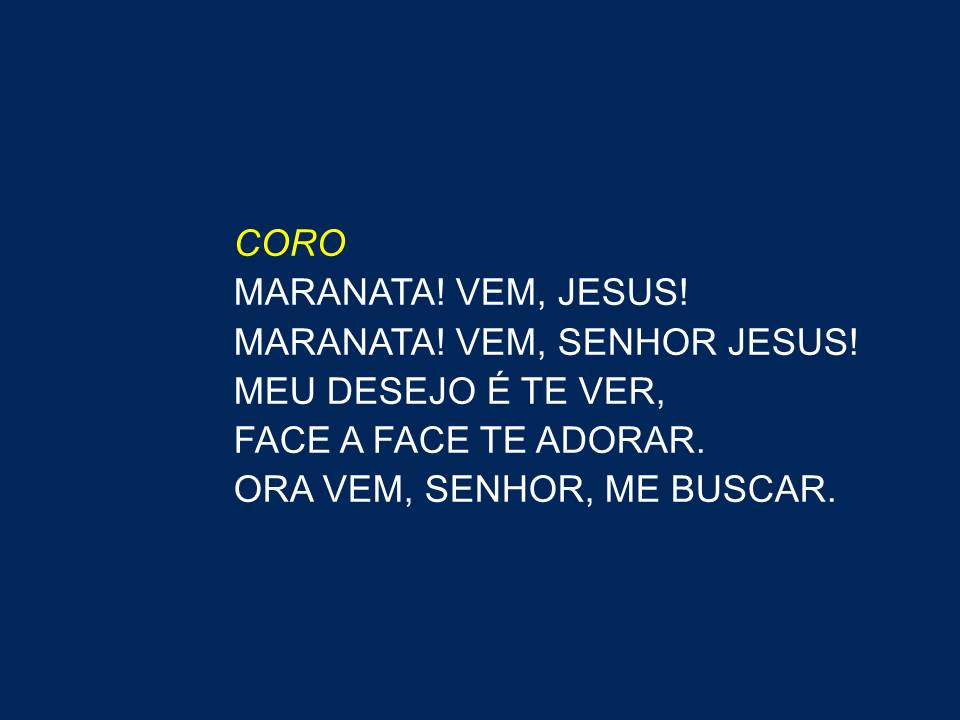 CORO
MARANATA! VEM, JESUS!
MARANATA! VEM, SENHOR JESUS!
MEU DESEJO É TE VER,
FACE A FACE TE ADORAR.
ORA VEM, SENHOR, ME BUSCAR.